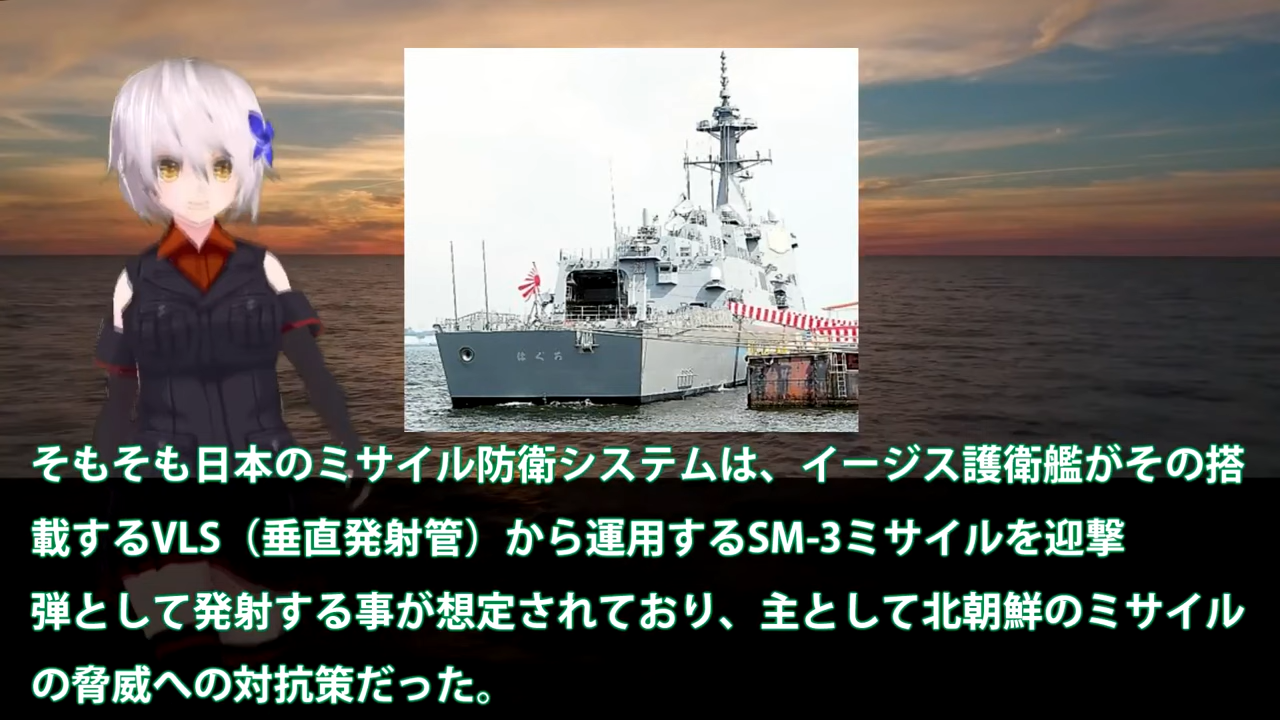 はぐろ
そもそも日本のミサイル防衛システムは、イージス護衛艦がその搭
載するVLS（垂直発射管）から運用するSM-3ミサイルを迎撃
弾として発射する事が想定されており、主として北朝鮮のミサイル
の脅威への対抗策だった。